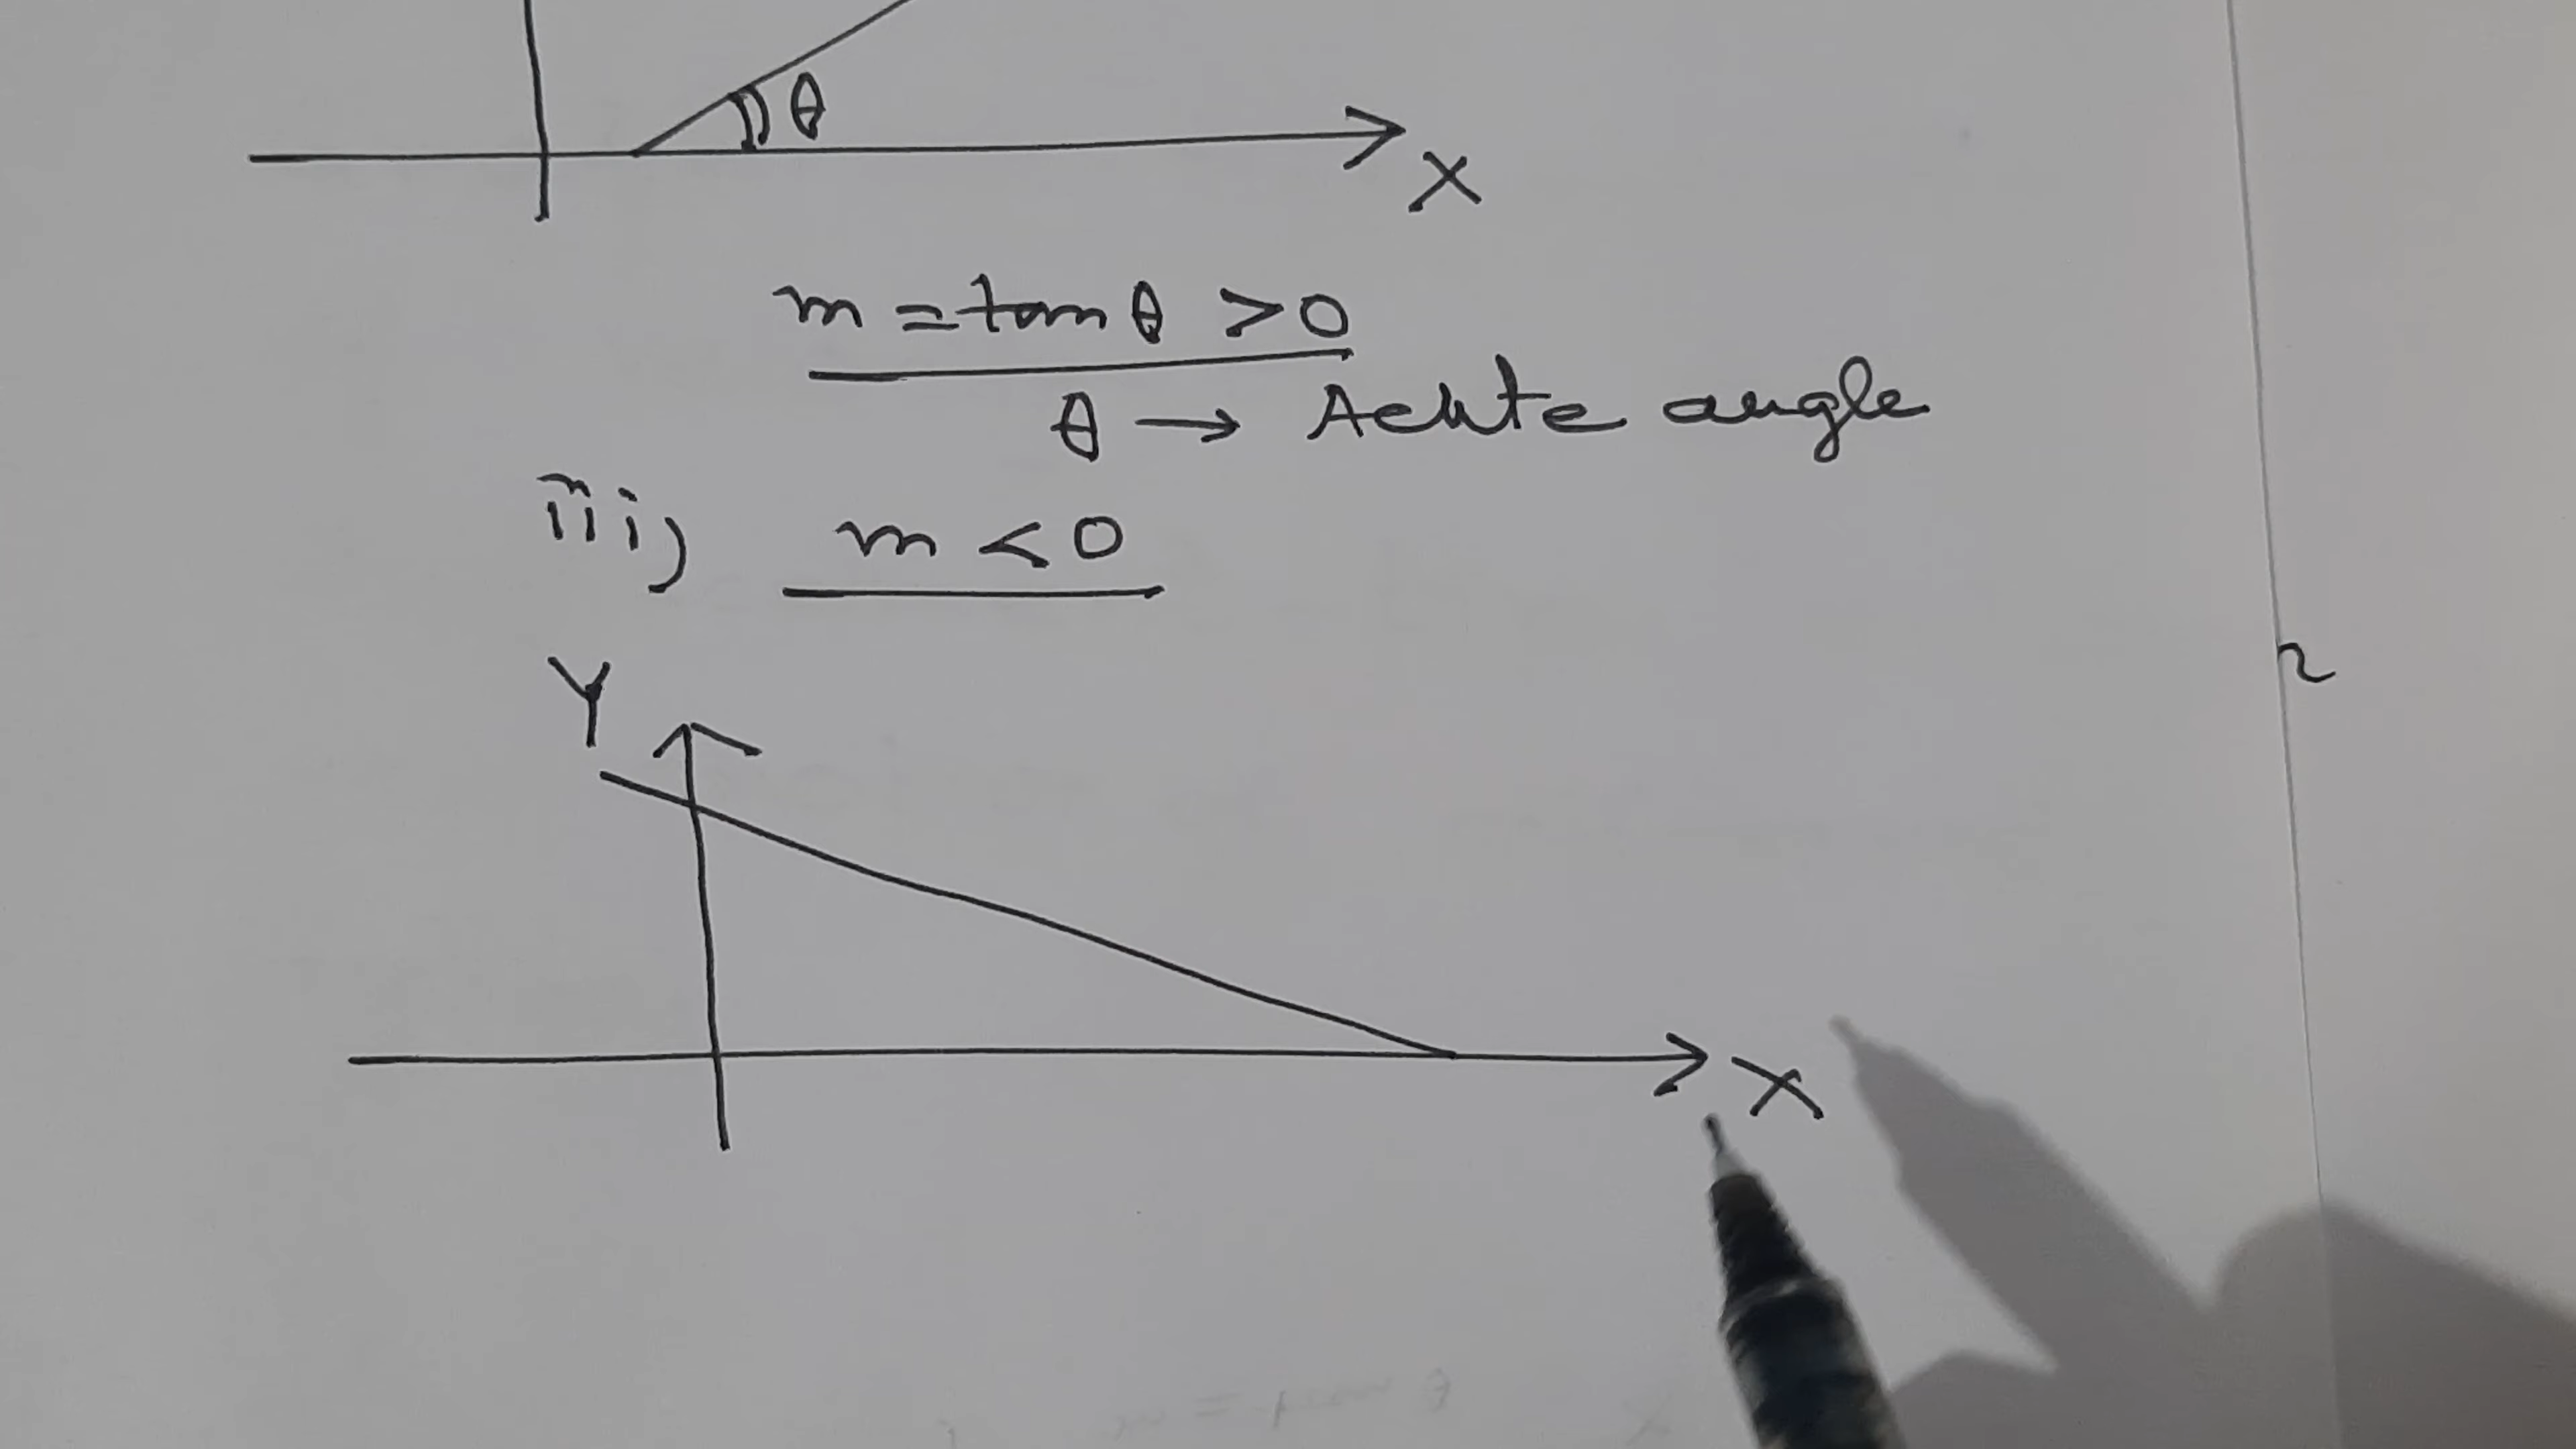 θ
X
m = tan θ > 0
θ → Acute angle
iii) m < 0
Y
X